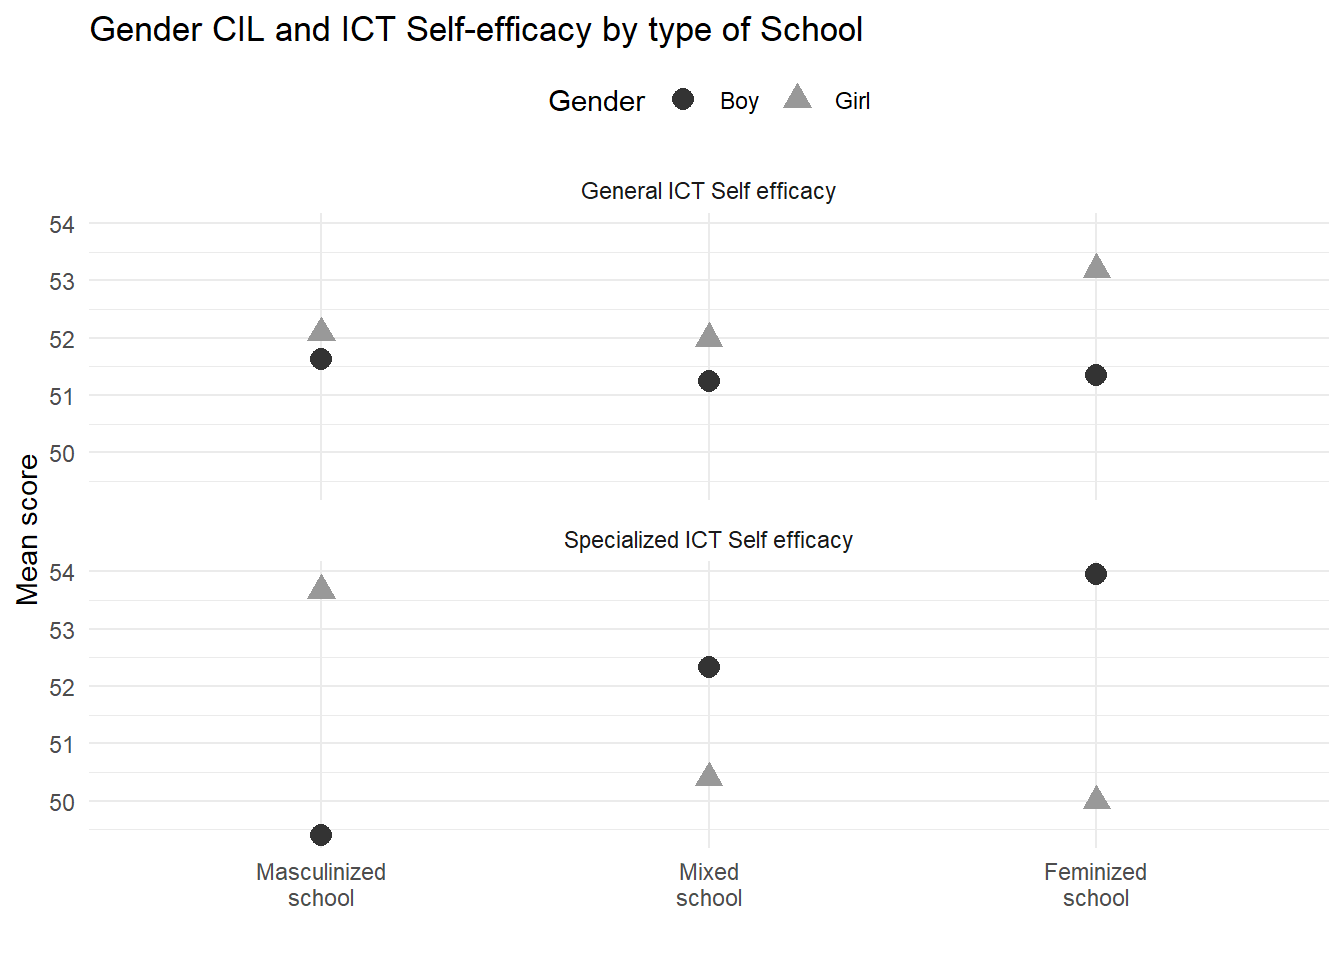 Gender CIL and ICT Self-efficacy by type of School
Gender Boy Girl
General ICT Self efficacy
54
53
52
51
50
Mean score
Specialized ICT Self efficacy
54
53
52
51
50
Masculinized
school
Mixed
school
Feminized
school